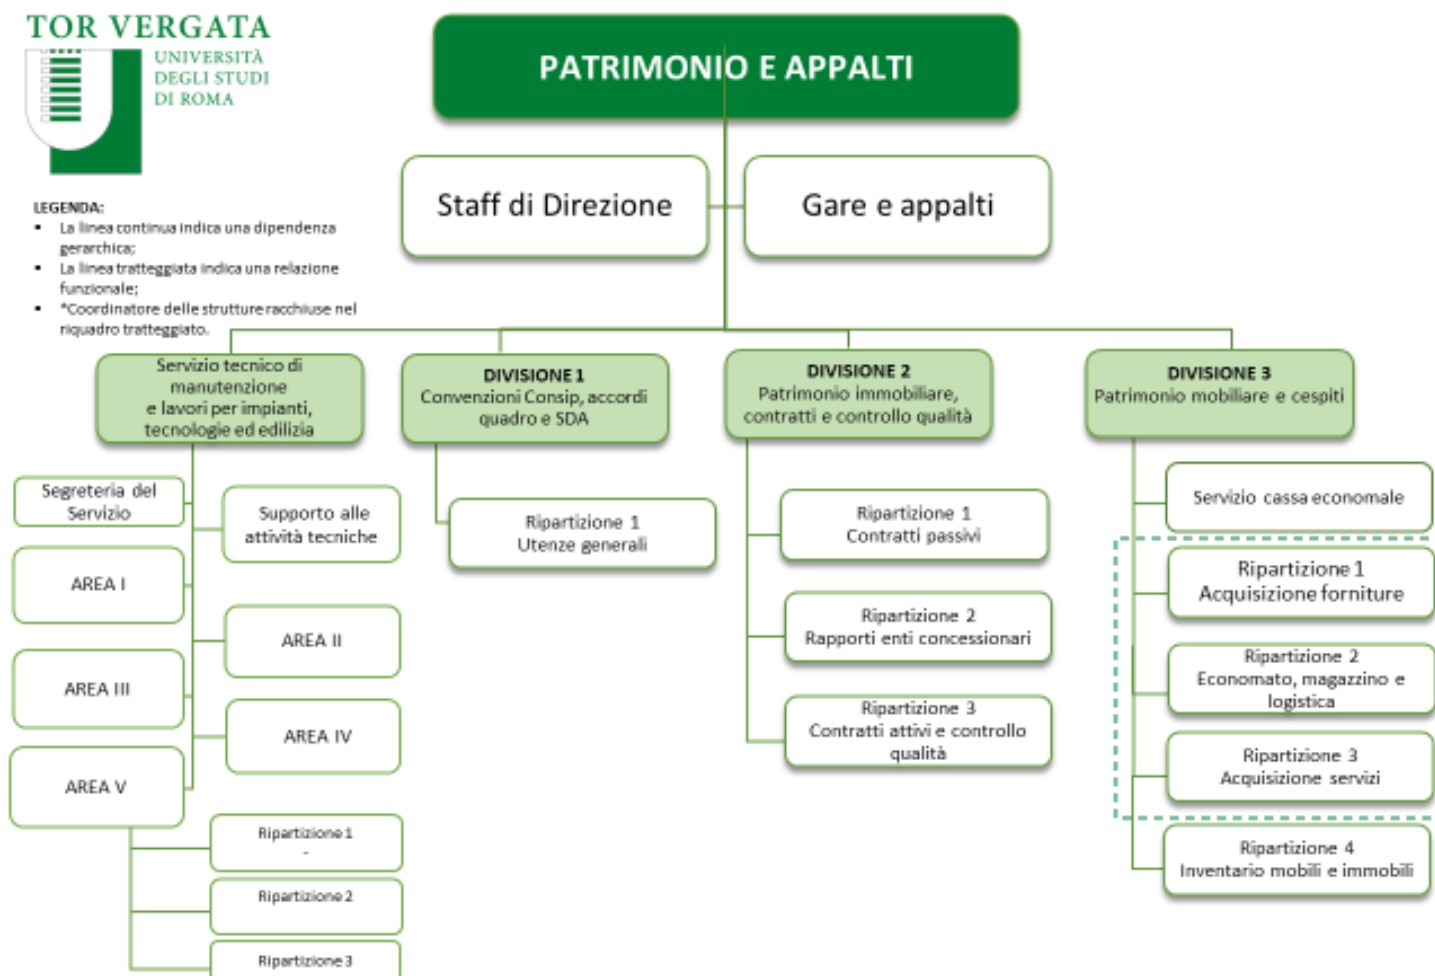 TOR VERGATA
UNIVERSITÀ
DEGLI STUDI
DI ROMA
PATRIMONIO E APPALTI
Staff di Direzione
Gare e appalti
LEGENDA:
▪ La linea continua indica una dipendenza
gerarchica;
▪ La linea tratteggiata indica una relazione
funzionale;
▪ *Coordinatore delle strutture racchiuse nel
riquadro tratteggiato.
Servizio tecnico di
manutenzione
e lavori per impianti,
tecnologie ed edilizia
Segreteria del
Servizio
Supporto alle
attività tecniche
AREA I
AREA II
AREA III
AREA IV
AREA V
Ripartizione 1
-
Ripartizione 2
Ripartizione 3
DIVISIONE 1
Convenzioni Consip, accordi
quadro e SDA
Ripartizione 1
Utenze generali
DIVISIONE 2
Patrimonio immobiliare,
contratti e controllo qualità
Ripartizione 1
Contratti passivi
Ripartizione 2
Rapporti enti concessionari
Ripartizione 3
Contratti attivi e controllo
qualità
DIVISIONE 3
Patrimonio mobiliare e cespiti
Servizio cassa economale
Ripartizione 1
Acquisizione forniture
Ripartizione 2
Economato, magazzino e
logistica
Ripartizione 3
Acquisizione servizi
Ripartizione 4
Inventario mobili e immobili